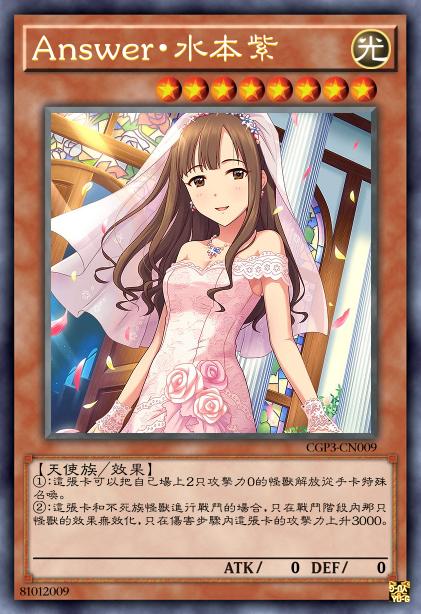 Answer·水本紫
光
CGP3-CN009
【天使族/效果】
①:這張卡可以把自己場上2只攻擊力0的怪獸解放從手卡特殊
召喚。
②:這張卡和不死族怪獸進行戰鬥的場合,只在戰鬥階段內那只
怪獸的效果無效化,只在傷害步驟內這張卡的攻擊力上升3000。
ATK/ 0 DEF/ 0
81012009